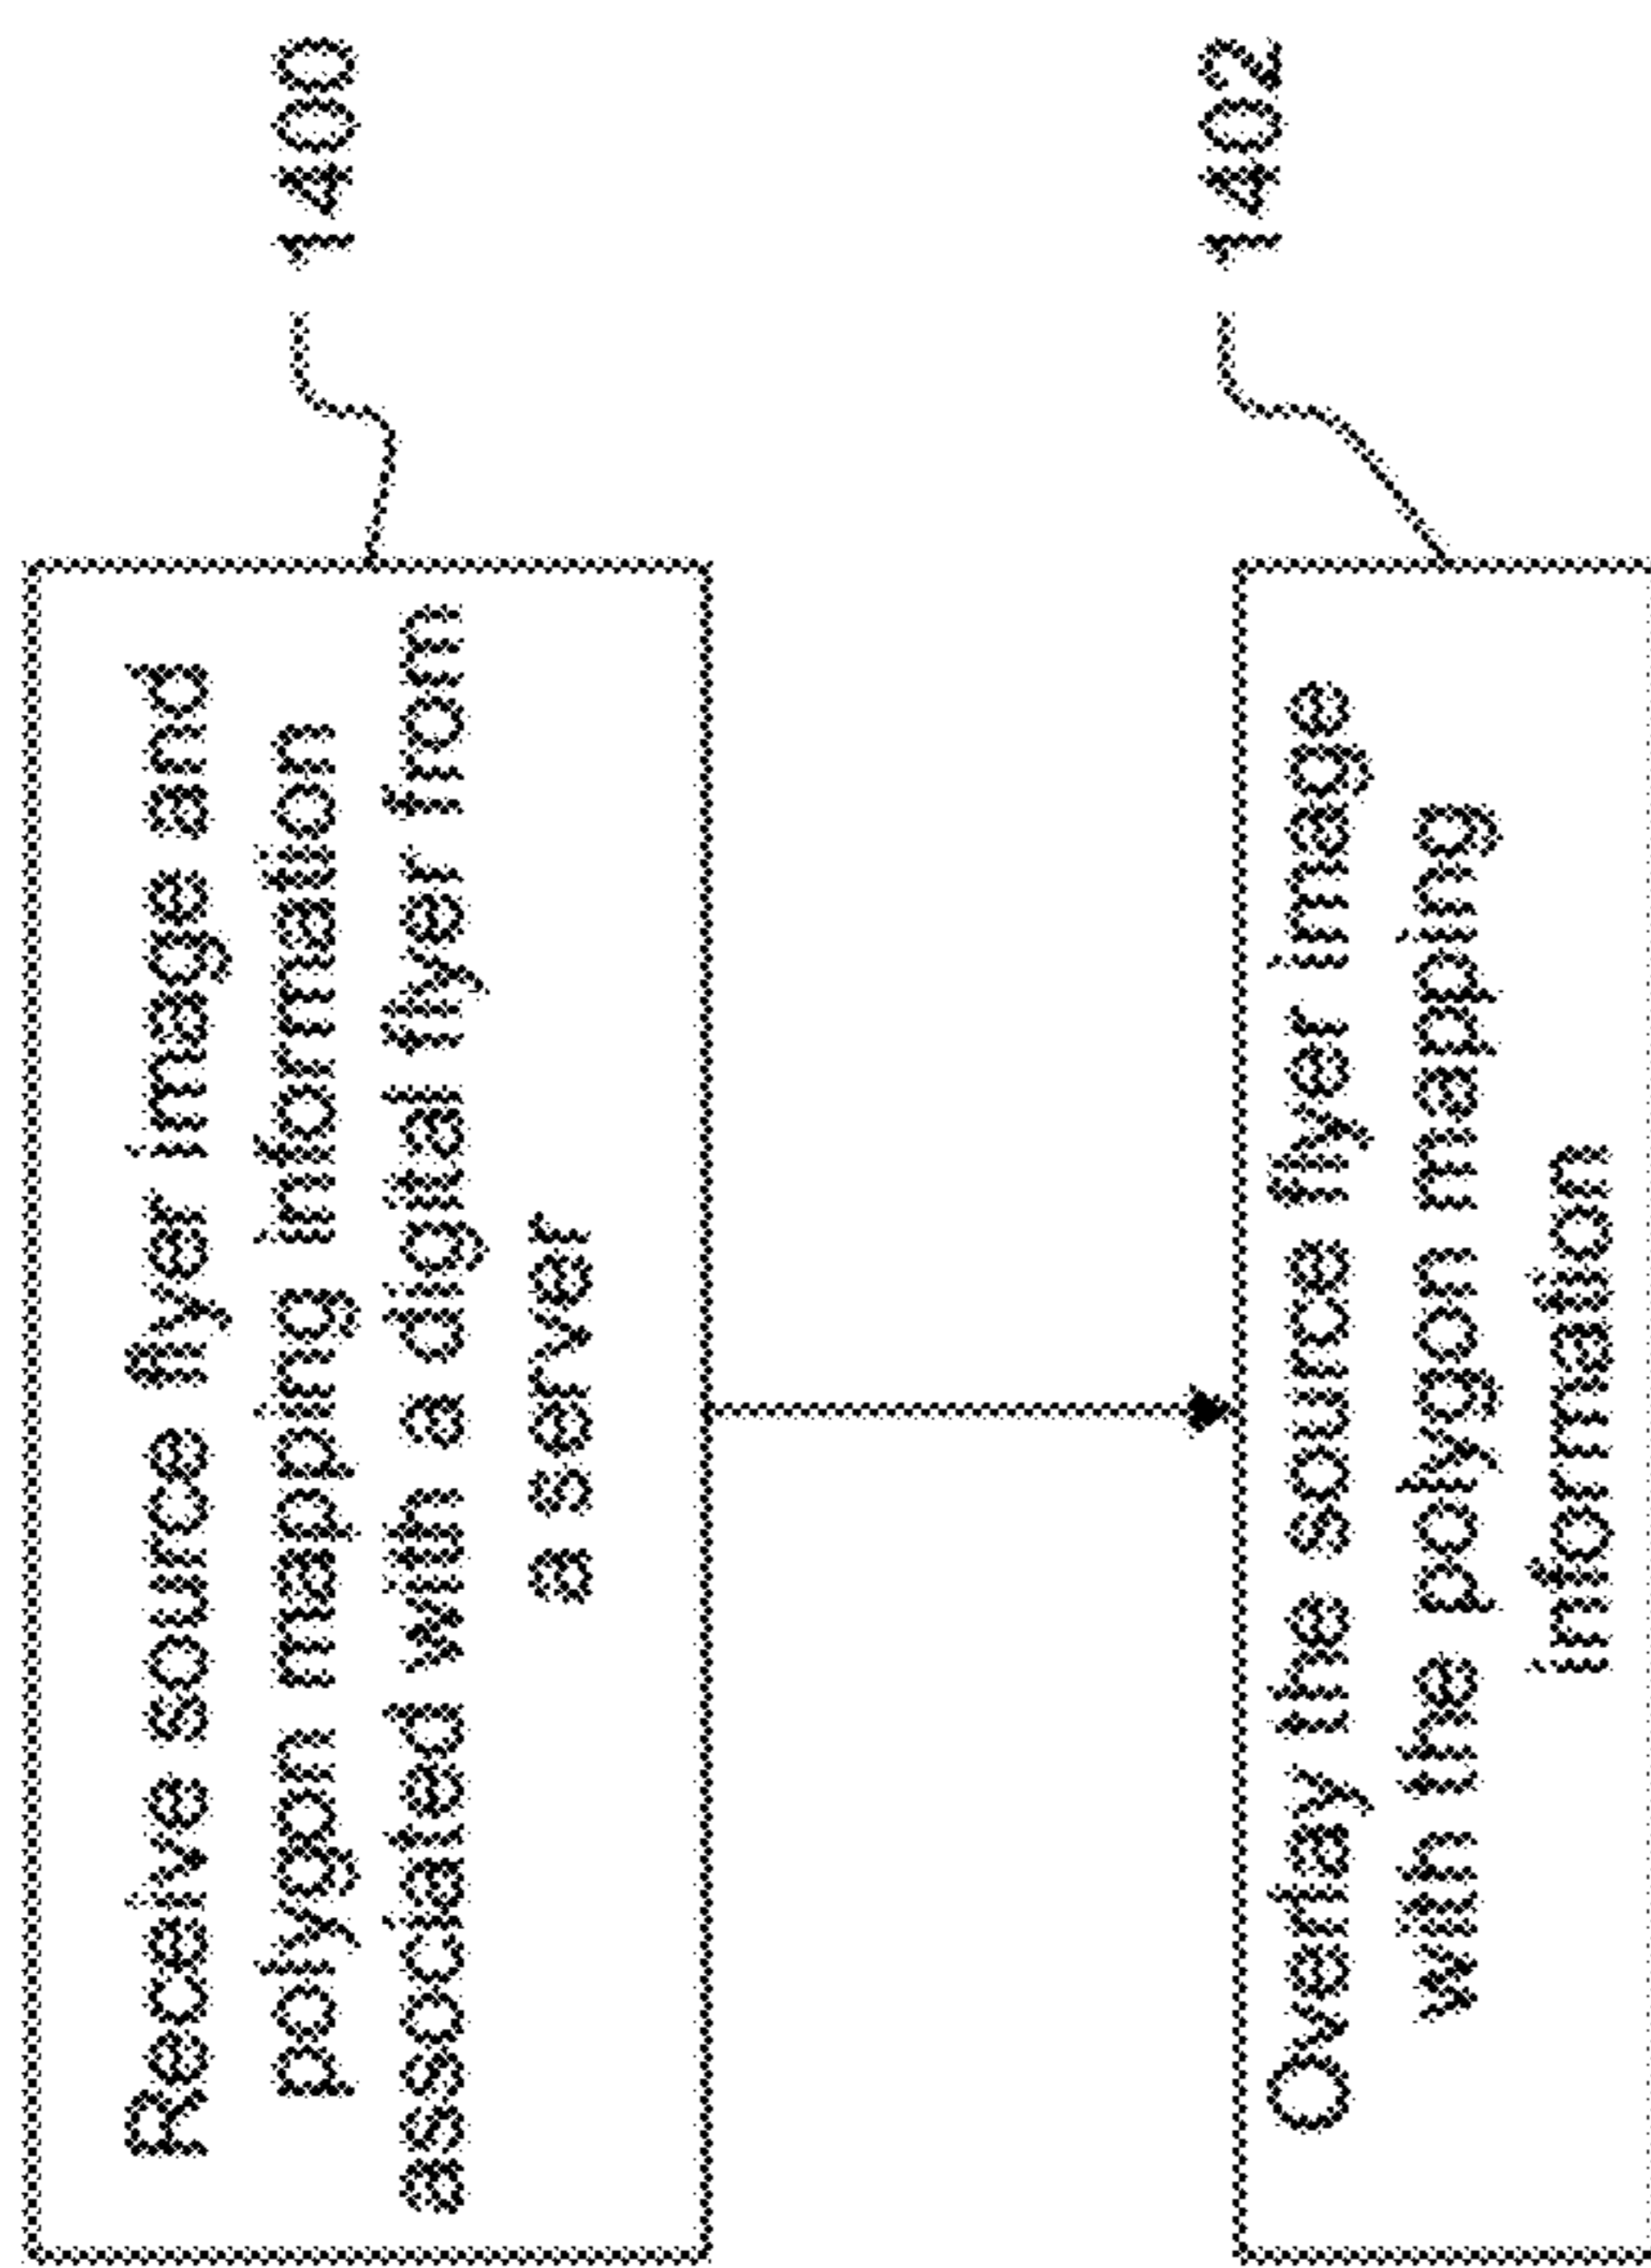 Receive source flyer image and
polygon mapping information
associated with a digital flyer from
a server
1400
Overlay the source flyer image
with the polygon mapping
information
1402